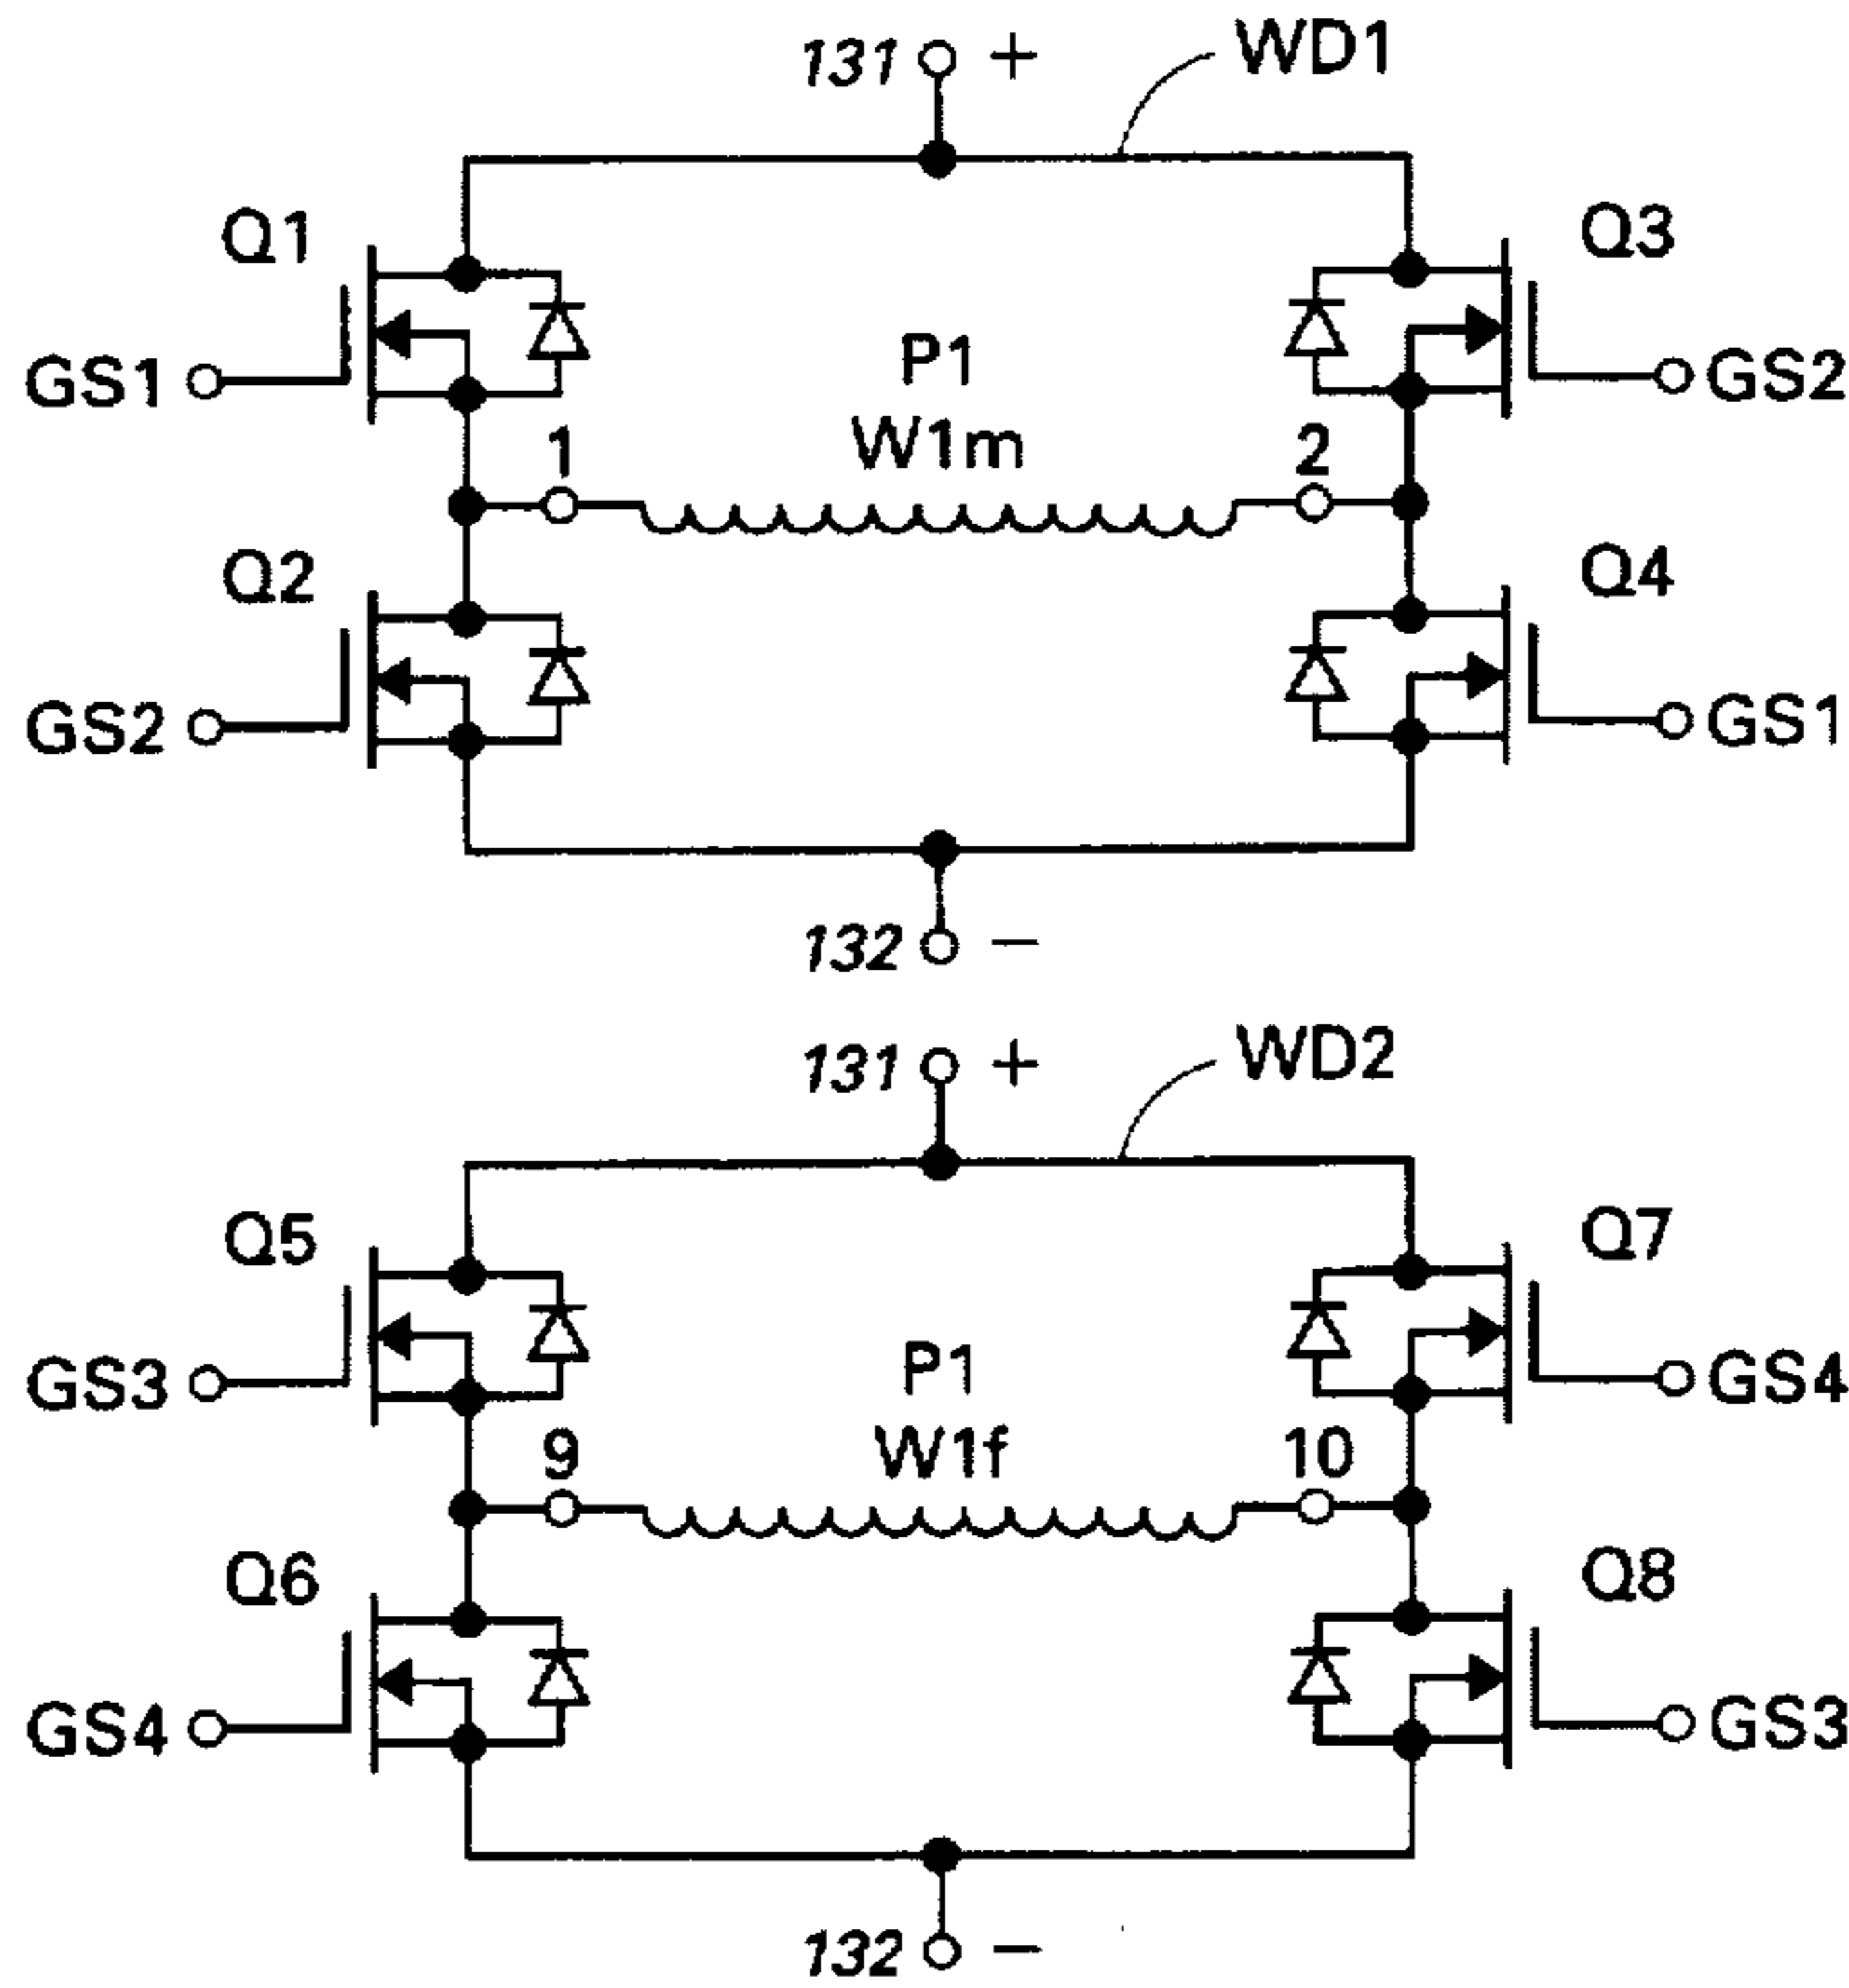 131 + WD1
Q1 Q3
P1
GS1 GS2
W1m
1 2
Q2 Q4
GS2 GS1
132 −
131 + WD2
Q5 Q7
P1
GS3 GS4
W1f
9 10
Q6 Q8
GS4 GS3
132 −